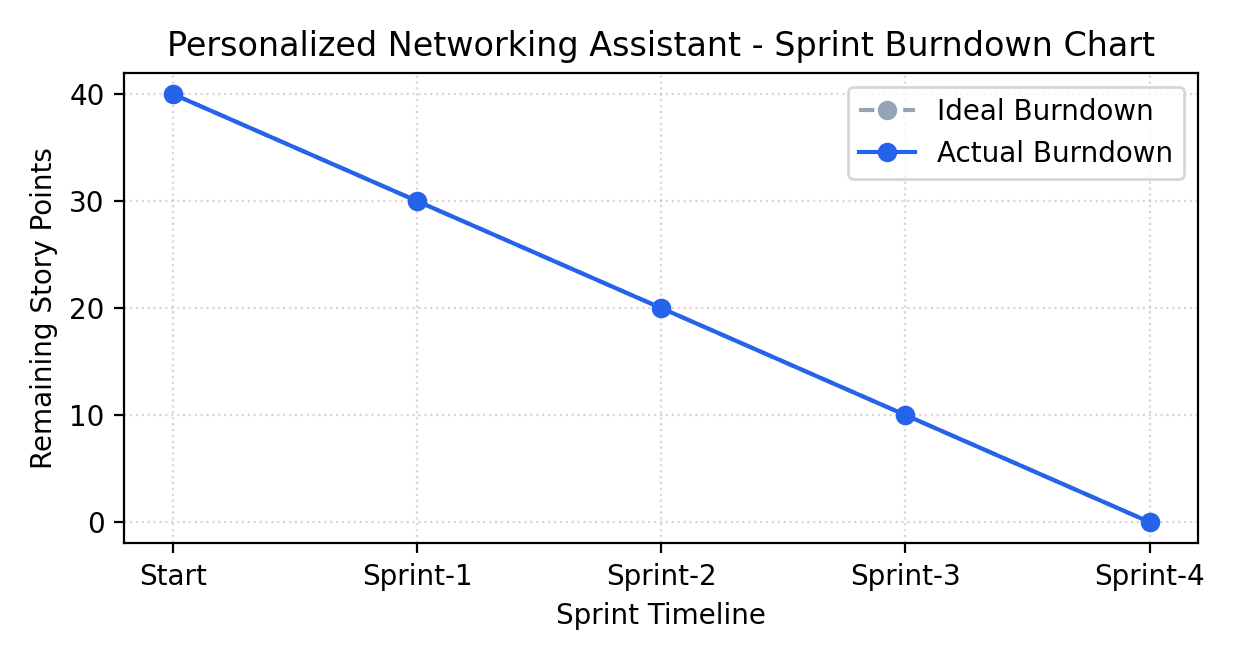 Personalized Networking Assistant - Sprint Burndown Chart
Remaining Story Points
40
30
20
10
0
Ideal Burndown
Actual Burndown
Start
Sprint-1
Sprint-2
Sprint-3
Sprint-4
Sprint Timeline